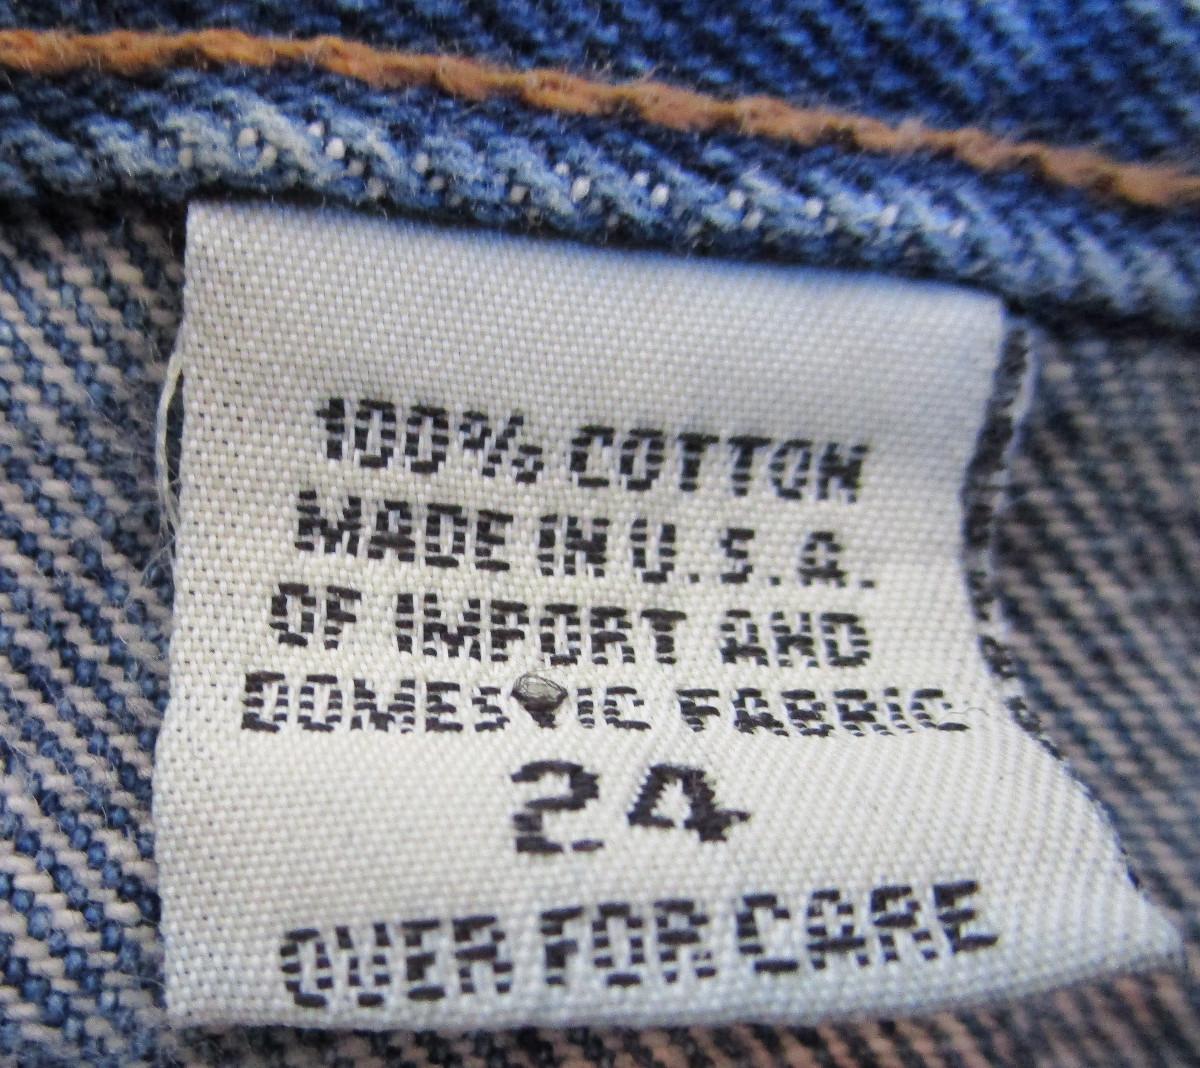 100% COTTON
MADE IN U.S.A.
OF IMPORT AND
DOMESTIC FABRIC
24
OVER FOR CARE